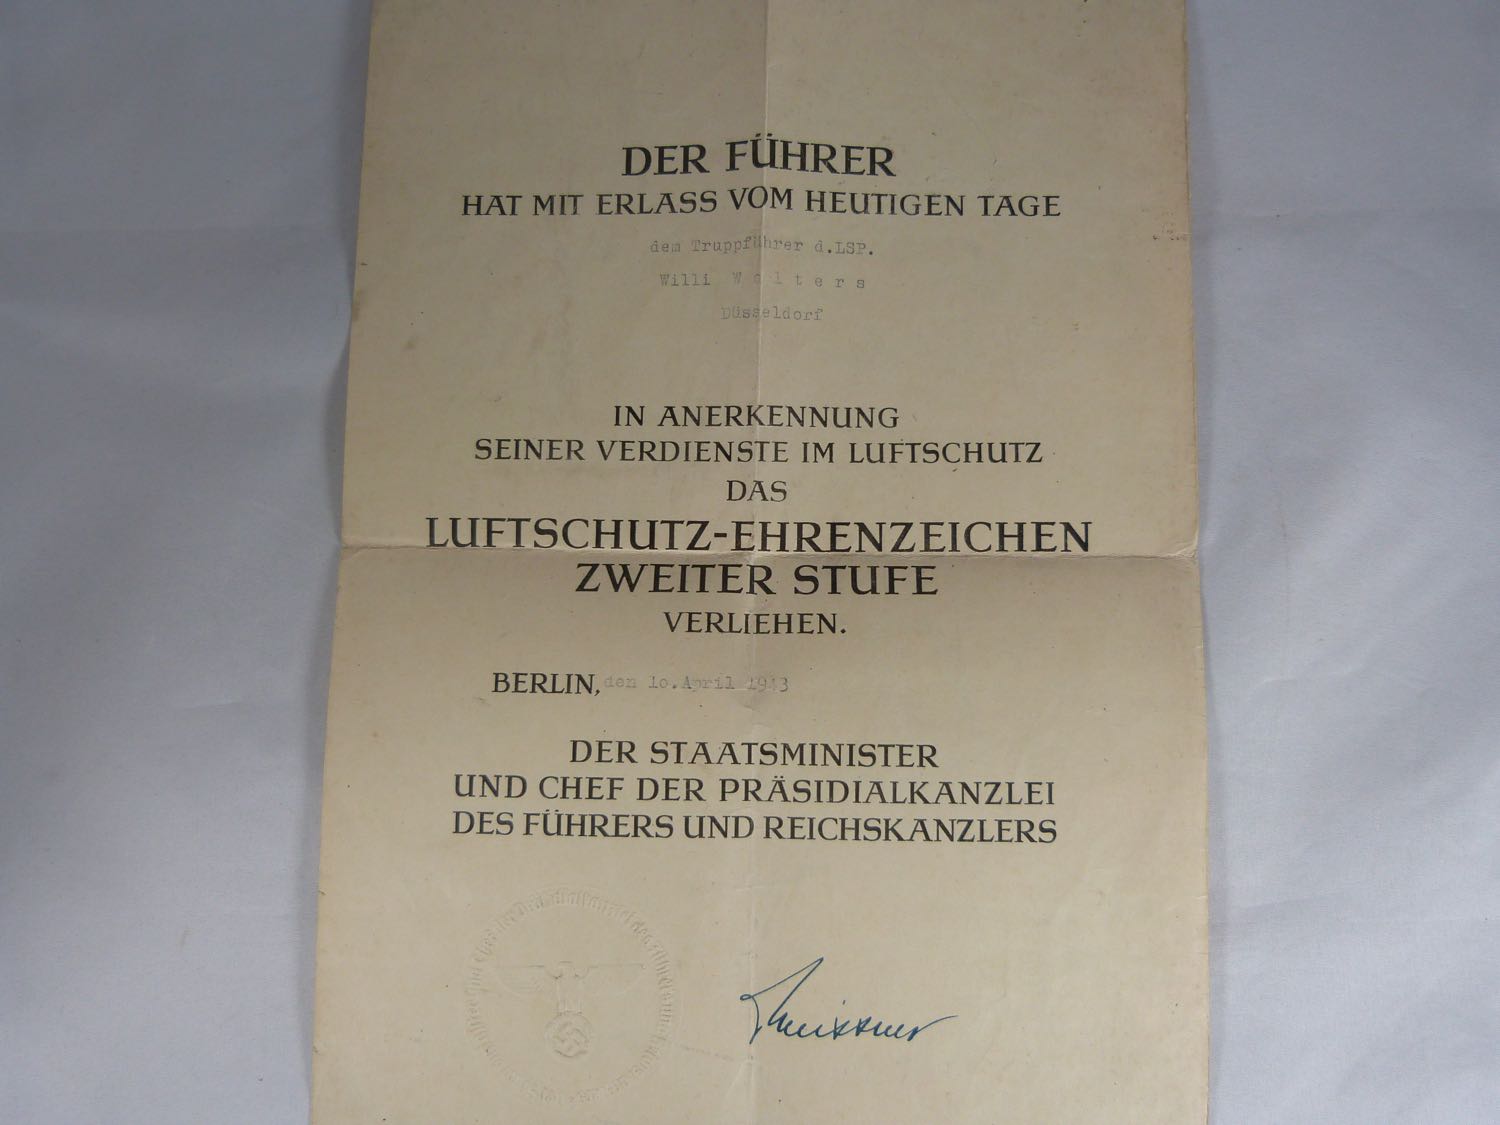 DER FÜHRER
HAT MIT ERLASS VOM HEUTIGEN TAGE
dem Truppführer d.LSP.
Willi Wolters
Düsseldorf
IN ANERKENNUNG
SEINER VERDIENSTE IM LUFTSCHUTZ
DAS
LUFTSCHUTZ-EHRENZEICHEN
ZWEITER STUFE
VERLIEHEN.
BERLIN, den 10. April 1943
DER STAATSMINISTER
UND CHEF DER PRÄSIDIALKANZLEI
DES FÜHRERS UND REICHSKANZLERS
Meissner